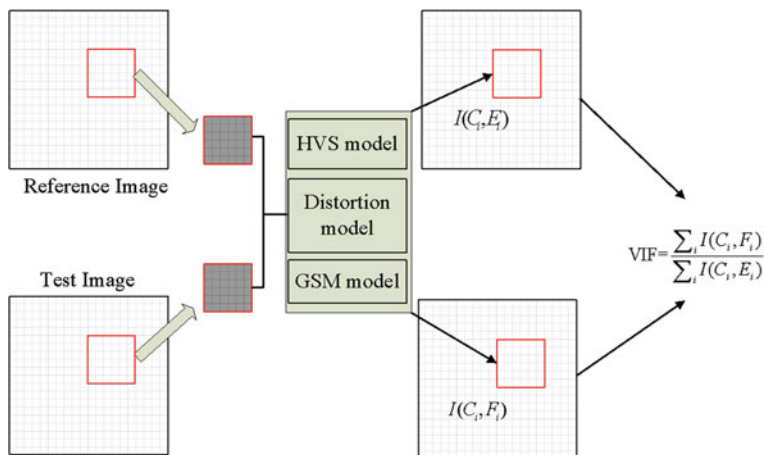 Reference Image
Test Image
HVS model
Distortion
model
GSM model
I(C_i,E_i)
I(C_i,F_i)
VIF=∑_i I(C_i,F_i)
∑_i I(C_i,E_i)